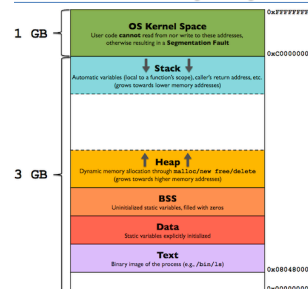 0xFFFFFFFF
1 GB
OS Kernel Space
User code cannot read from nor write to these addresses,
otherwise resulting in a Segmentation Fault
0xC0000000
Stack
Automatic variables (local to a function's scope), caller's return address, etc.
(grows towards lower memory addresses)
3 GB
Heap
Dynamic memory allocation through malloc/new free/delete
(grows towards higher memory addresses)
BSS
Uninitialized static variables, filled with zeros
Data
Static variables explicitly initialized
Text
Binary image of the process (e.g., /bin/ls)
0x08048000
0x00000000